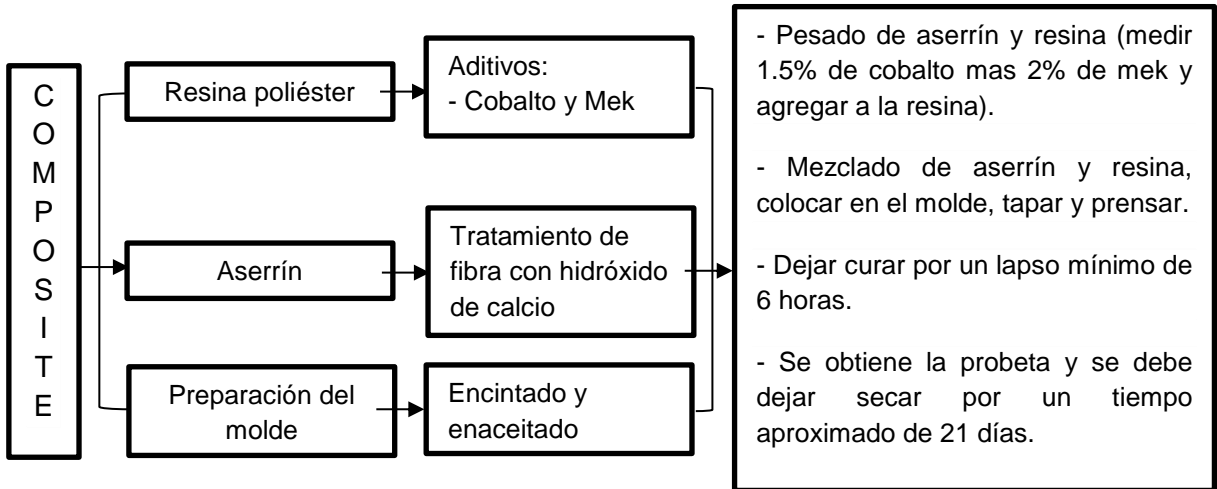 COMPOSITE
Resina poliéster
Aditivos:
- Cobalto y Mek
Aserrín
Tratamiento de
fibra con hidróxido
de calcio
Preparación del
molde
Encintado y
enaceitado
- Pesado de aserrín y resina (medir
1.5% de cobalto mas 2% de mek y
agregar a la resina).
- Mezclado de aserrín y resina,
colocar en el molde, tapar y prensar.
- Dejar curar por un lapso mínimo de
6 horas.
- Se obtiene la probeta y se debe
dejar secar por un tiempo
aproximado de 21 días.